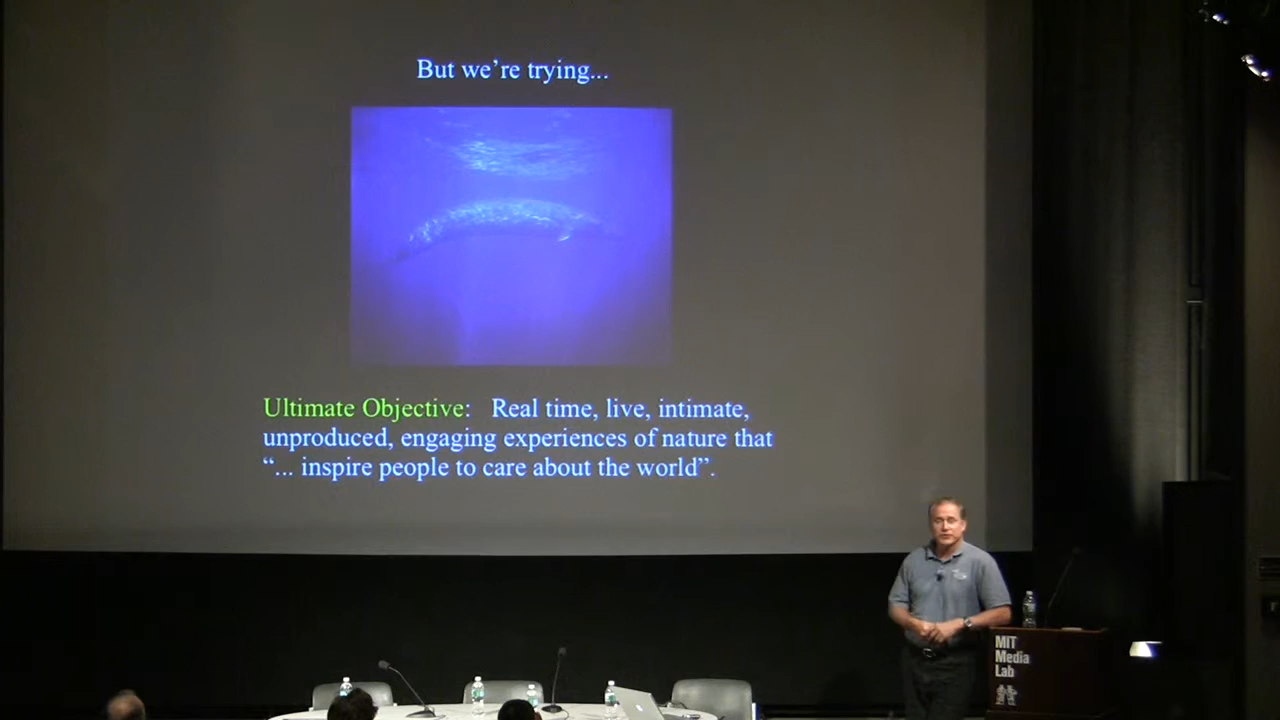 But we're trying...
Ultimate Objective:   Real time, live, intimate,
unproduced, engaging experiences of nature that
“... inspire people to care about the world”.
MIT
Media
Lab